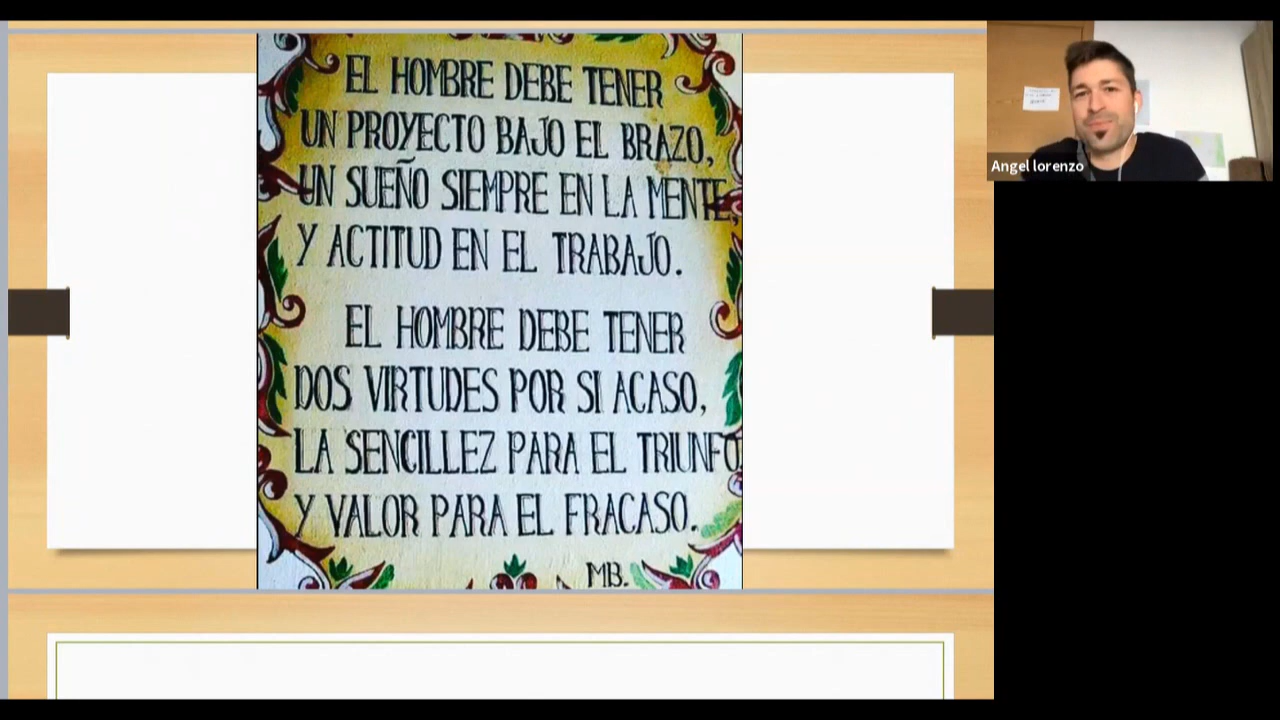 EL HOMBRE DEBE TENER
UN PROYECTO BAJO EL BRAZO,
UN SUEÑO SIEMPRE EN LA MENTE,
Y ACTITUD EN EL TRABAJO.
EL HOMBRE DEBE TENER
DOS VIRTUDES POR SI ACASO,
LA SENCILLEZ PARA EL TRIUNFO
Y VALOR PARA EL FRACASO.
MB.
Angel lorenzo